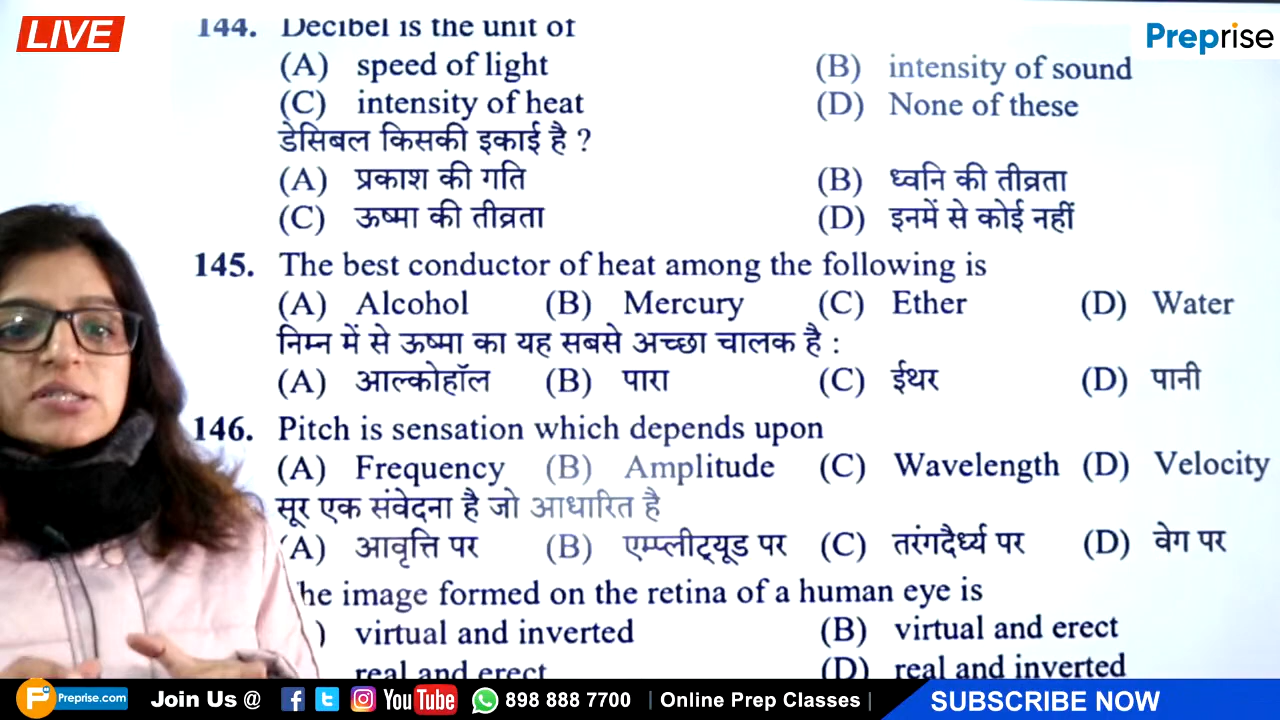 LIVE
Preprise
144. Decibel is the unit of
(A) speed of light (B) intensity of sound
(C) intensity of heat (D) None of these
डेसिबल किसकी इकाई है ?
(A) प्रकाश की गति (B) ध्वनि की तीव्रता
(C) ऊष्मा की तीव्रता (D) इनमें से कोई नहीं
145. The best conductor of heat among the following is
(A) Alcohol (B) Mercury (C) Ether (D) Water
निम्न में से ऊष्मा का यह सबसे अच्छा चालक है :
(A) आल्कोहॉल (B) पारा (C) ईथर (D) पानी
146. Pitch is sensation which depends upon
(A) Frequency (B) Amplitude (C) Wavelength (D) Velocity
सूर एक संवेदना है जो आधारित है
(A) आवृत्ति पर (B) एम्प्लीट्यूड पर (C) तरंगदैर्ध्य पर (D) वेग पर
he image formed on the retina of a human eye is
) virtual and inverted (B) virtual and erect
real and erect (D) real and inverted
Preprise.com Join Us @ YouTube 898 888 7700 | Online Prep Classes | SUBSCRIBE NOW